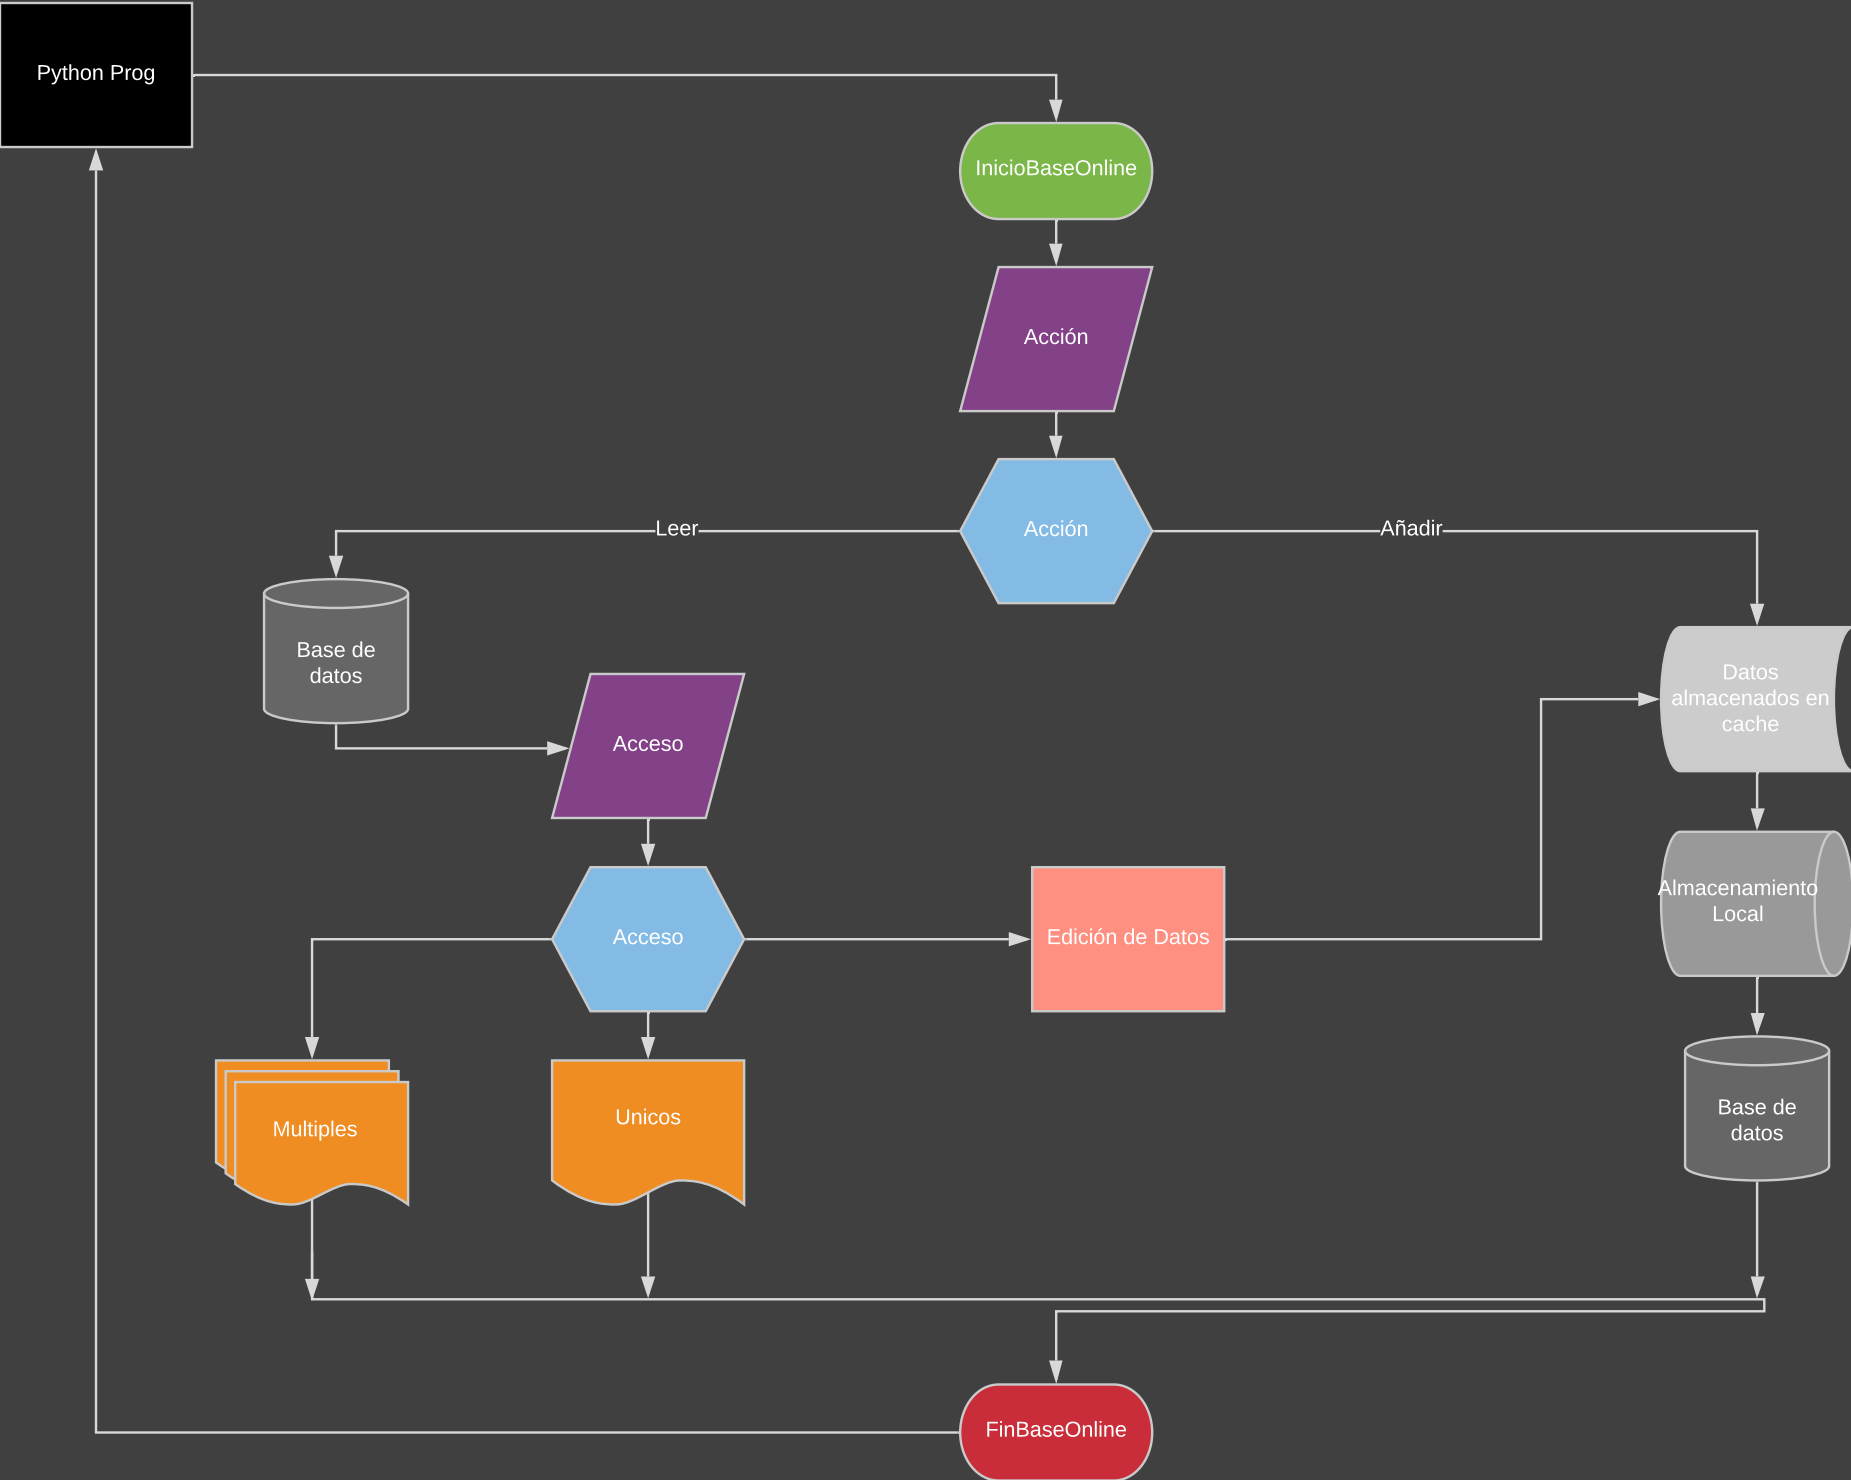 Python Prog
InicioBaseOnline
Acción
Acción
Leer
Añadir
Base de
datos
Datos
almacenados en
cache
Acceso
Almacenamiento
Local
Acceso
Edición de Datos
Base de
datos
Multiples
Unicos
FinBaseOnline